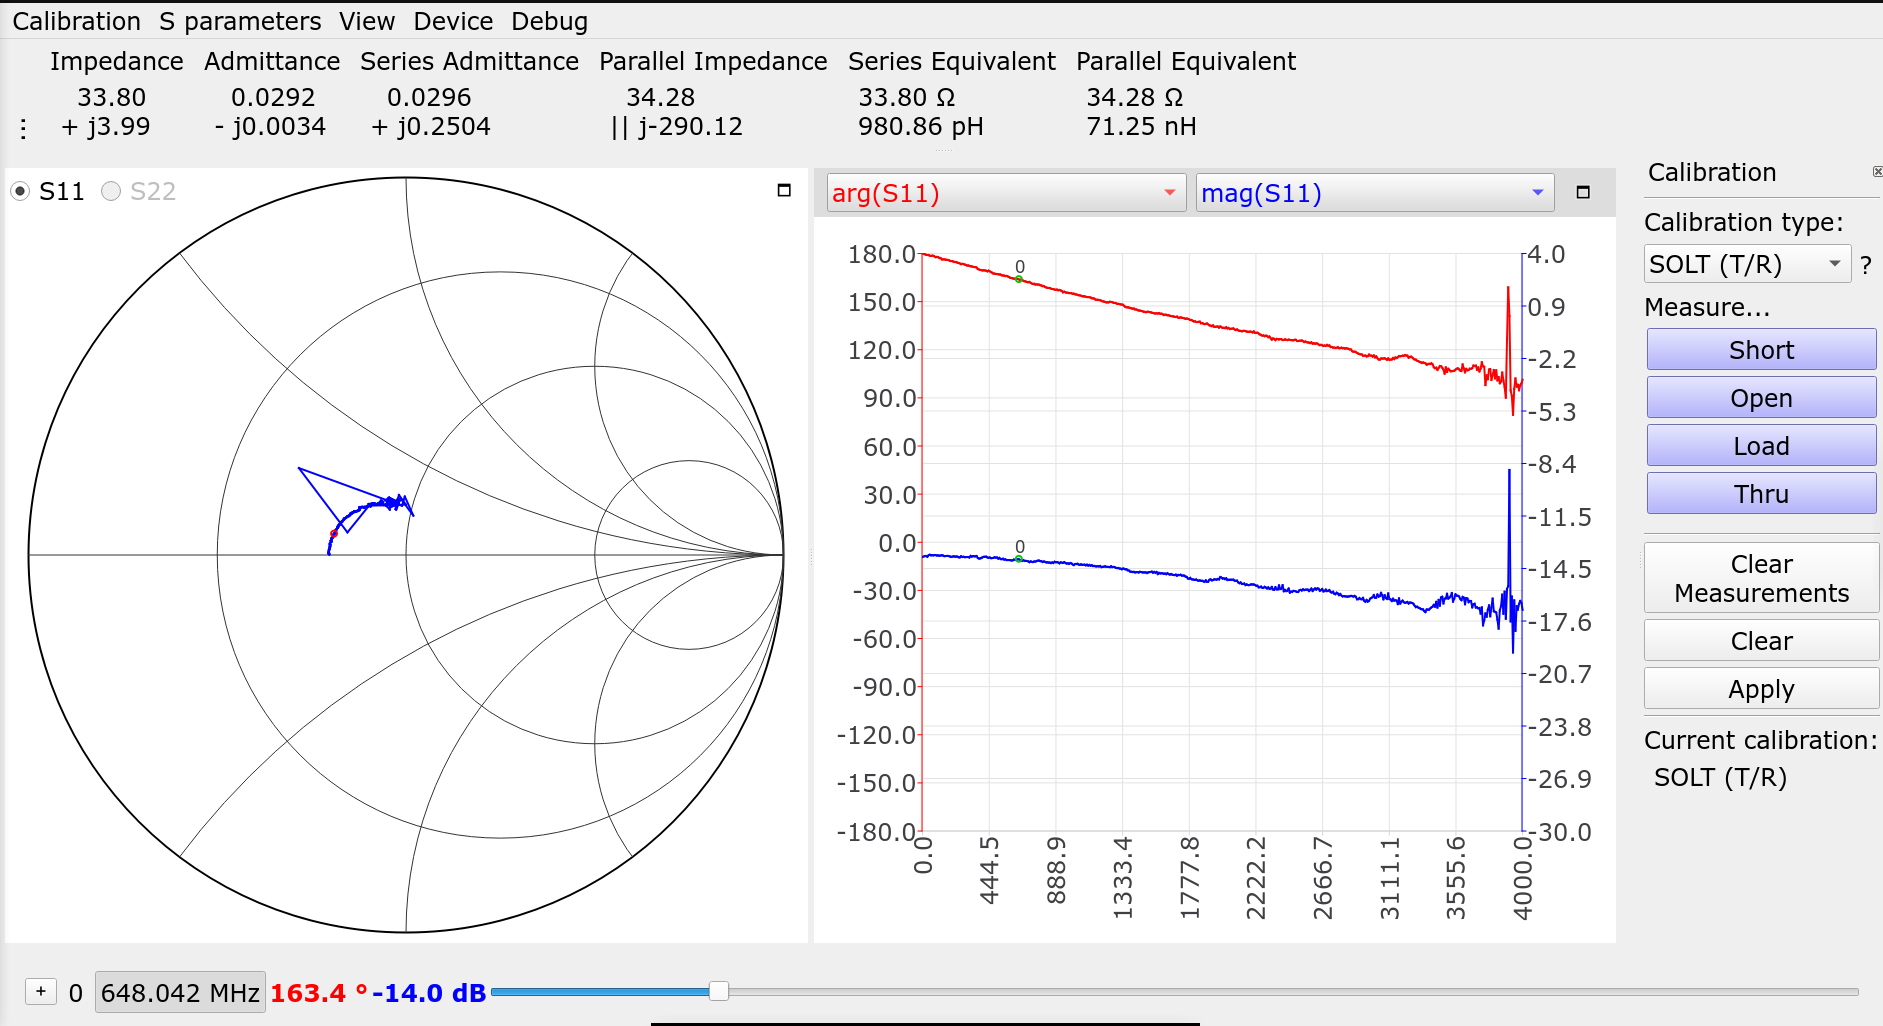 Calibration S parameters View Device Debug
Impedance Admittance Series Admittance Parallel Impedance Series Equivalent Parallel Equivalent
33.80 0.0292 0.0296 34.28 33.80 Ω 34.28 Ω
+ j3.99 - j0.0034 + j0.2504 || j-290.12 980.86 pH 71.25 nH
S11 S22
arg(S11) mag(S11)
180.0
150.0
120.0
90.0
60.0
30.0
0.0
-30.0
-60.0
-90.0
-120.0
-150.0
-180.0
0
0
4.0
0.9
-2.2
-5.3
-8.4
-11.5
-14.5
-17.6
-20.7
-23.8
-26.9
-30.0
0.0
444.5
888.9
1333.4
1777.8
2222.2
2666.7
3111.1
3555.6
4000.0
Calibration
Calibration type:
SOLT (T/R) ?
Measure...
Short
Open
Load
Thru
Clear
Measurements
Clear
Apply
Current calibration:
SOLT (T/R)
+ 0 648.042 MHz 163.4 ° -14.0 dB